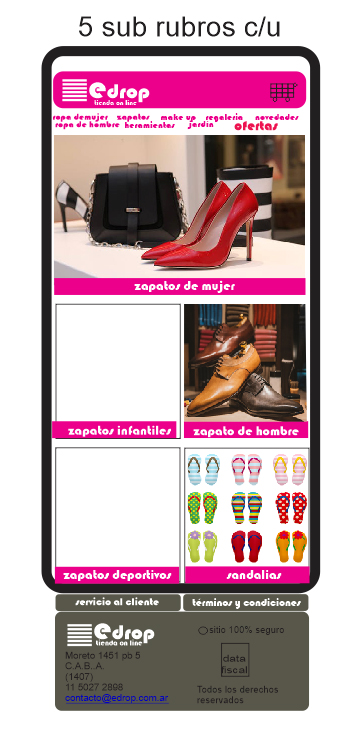 5 sub rubros c/u
edrop
tienda on line
ropa de mujer zapatos make up regaleria novedades
ropa de hombre heramientas jardin ofertas
zapatos de mujer
zapatos infantiles zapato de hombre
zapatos deportivos sandalias
servicio al cliente términos y condiciones
edrop
tienda on line
Moreto 1451 pb 5
C.A.B..A.
(1407)
11 5027 2898
contacto@edrop.com.ar
sitio 100% seguro
data
fiscal
Todos los derechos
reservados